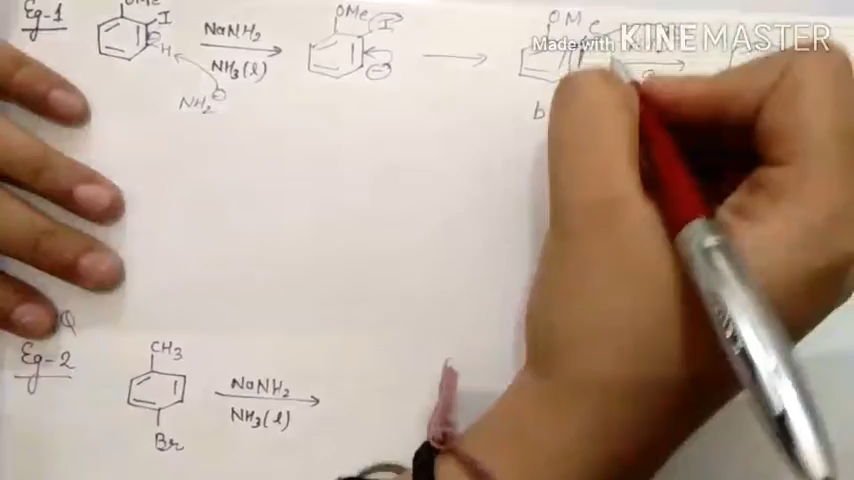 Eg-1
OMe
I
H
NH₂⊖
NaNH₂
NH₃(l)
OMe
I
⊖
OMe
b
Made with KINEMASTER
Q
Eg-2
CH₃
Br
NaNH₂
NH₃(l)